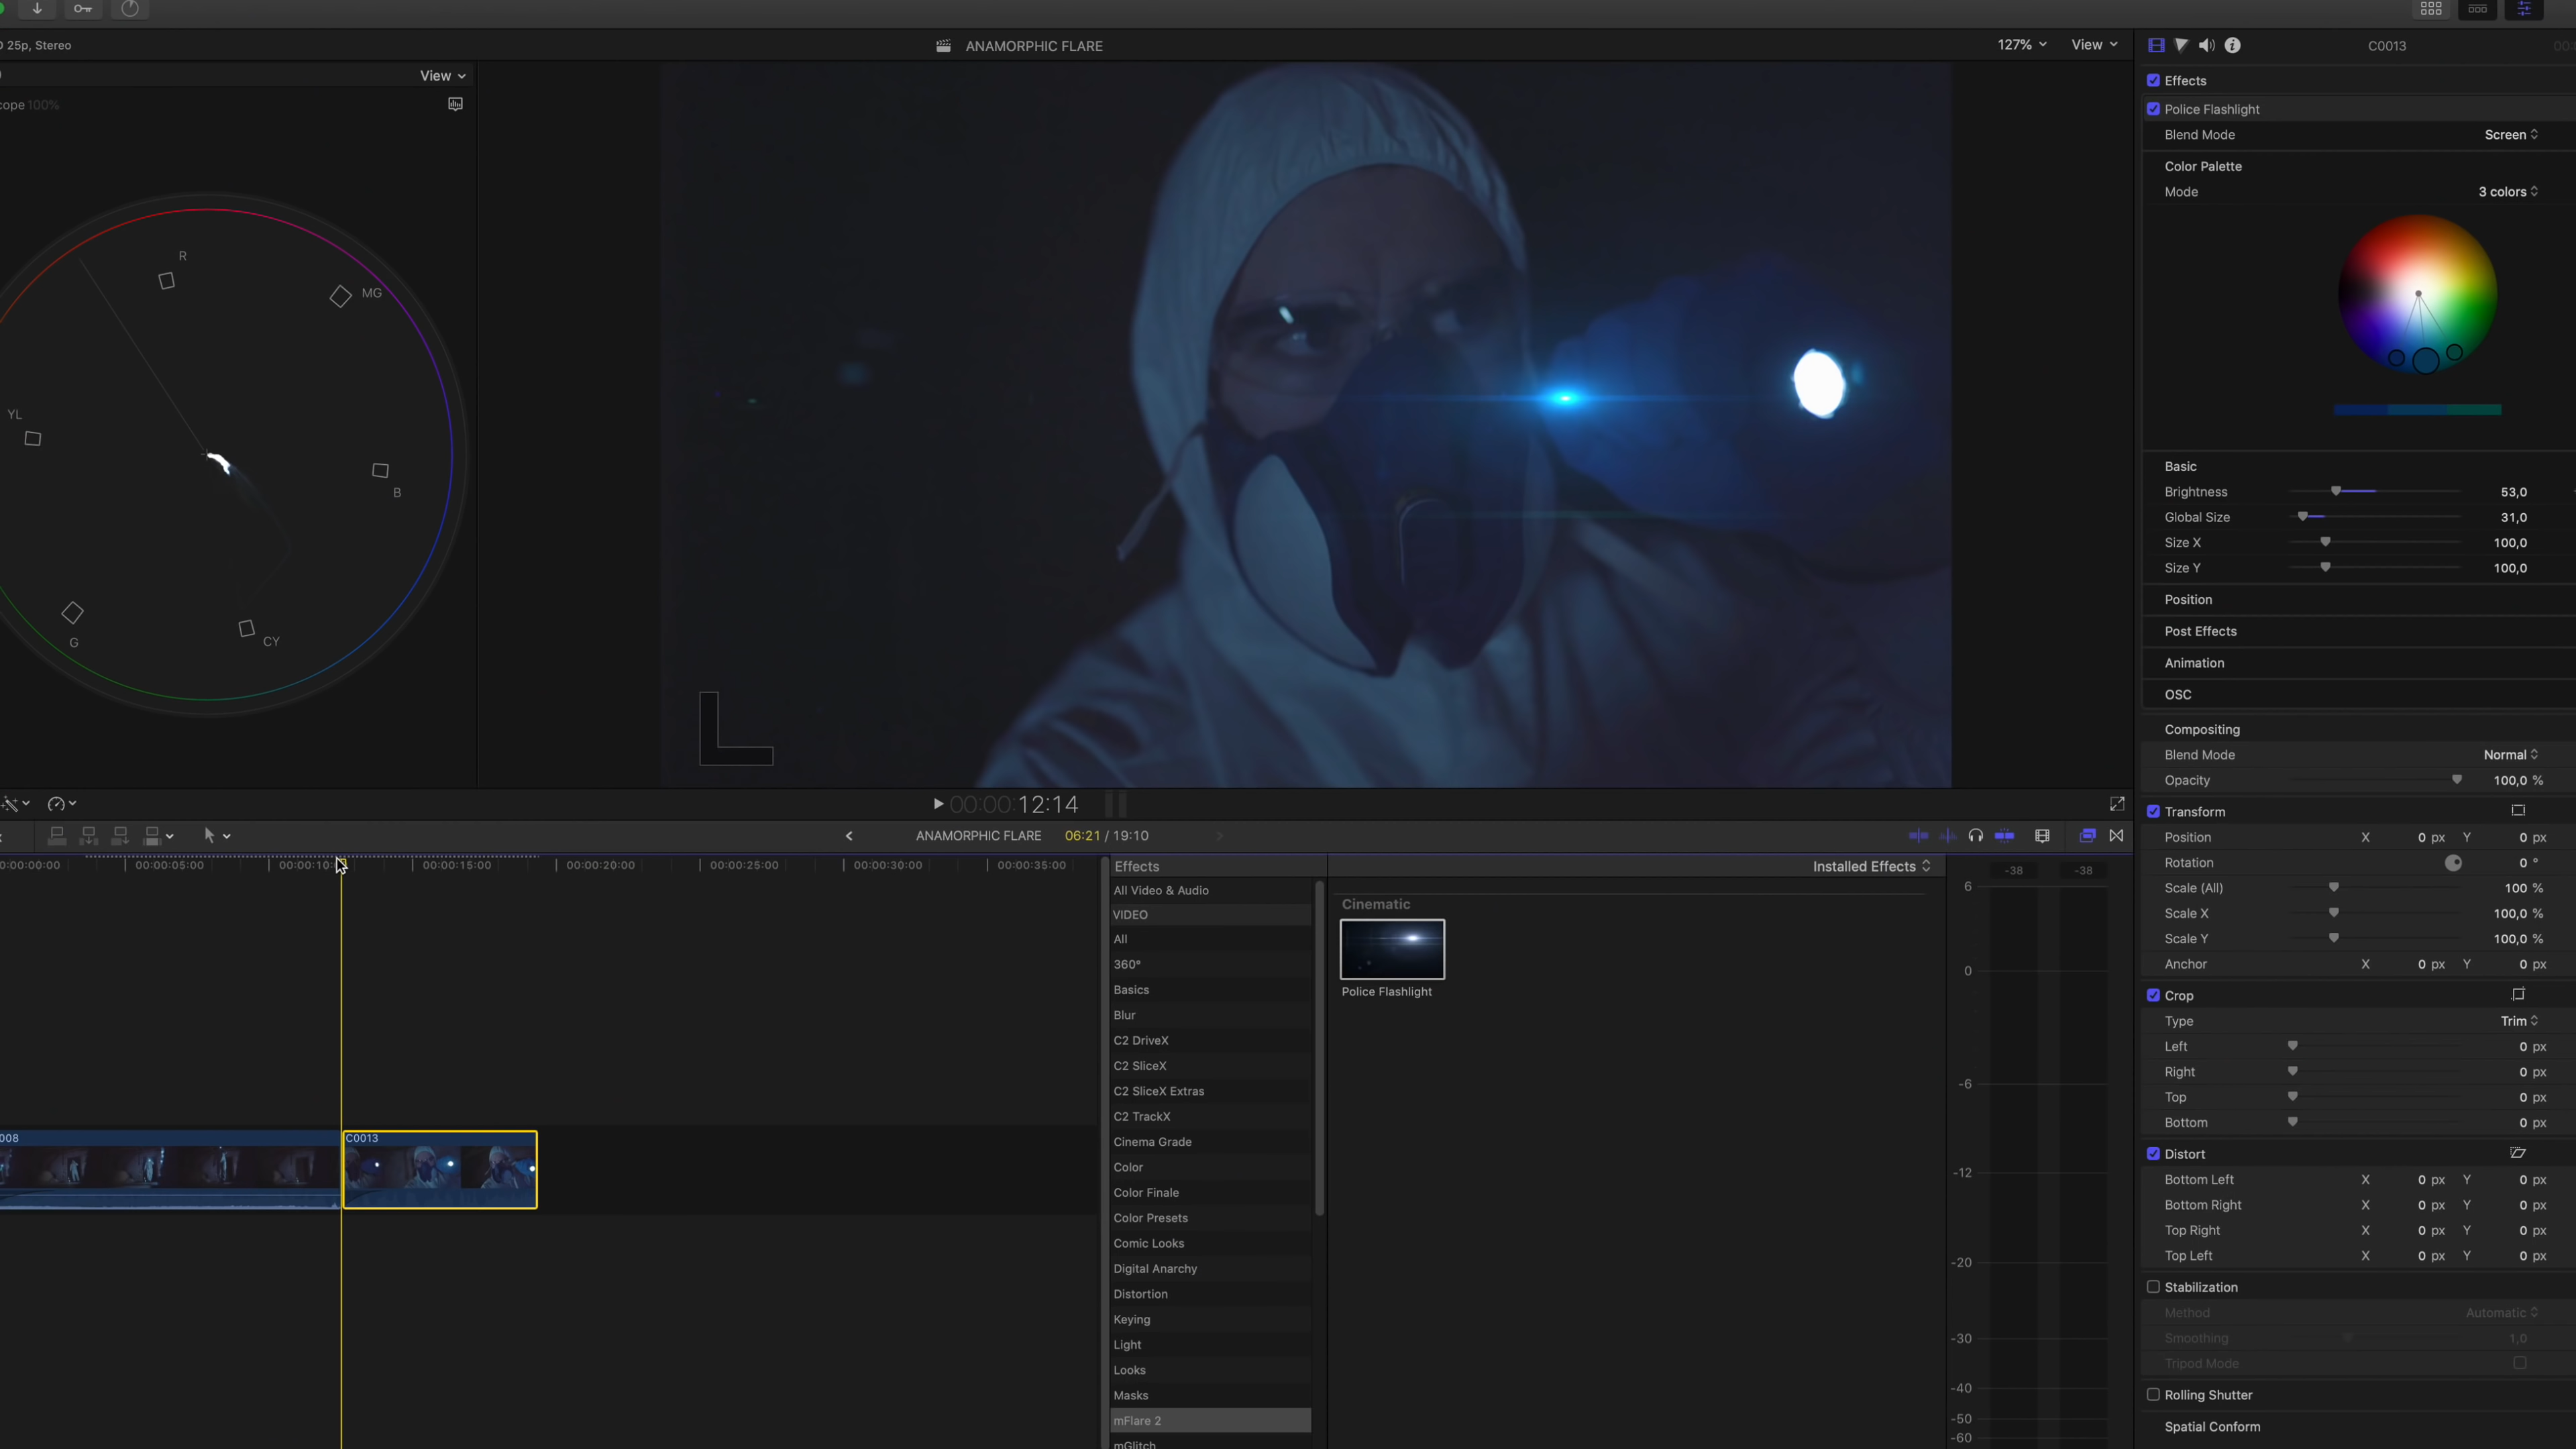 25p, Stereo
ANAMORPHIC FLARE
127%
View
C0013
View
100%
R
MG
YL
B
G
CY
Effects
Police Flashlight
Blend Mode Screen
Color Palette
Mode 3 colors
Basic
Brightness 53,0
Global Size 31,0
Size X 100,0
Size Y 100,0
Position
Post Effects
Animation
OSC
Compositing
Blend Mode Normal
Opacity 100,0 %
Transform
Position X 0 px Y 0 px
Rotation 0 °
Scale (All) 100 %
Scale X 100,0 %
Scale Y 100,0 %
Anchor X 0 px Y 0 px
Crop
Type Trim
Left 0 px
Right 0 px
Top 0 px
Bottom 0 px
Distort
Bottom Left X 0 px Y 0 px
Bottom Right X 0 px Y 0 px
Top Right X 0 px Y 0 px
Top Left X 0 px Y 0 px
Stabilization
Method Automatic
Smoothing 1,0
Tripod Mode
Rolling Shutter
Spatial Conform
00:00:12:14
ANAMORPHIC FLARE 06:21 / 19:10
00:00:05:00 00:00:15:00 00:00:20:00 00:00:25:00 00:00:30:00 00:00:35:00
C0013
Effects
Installed Effects
All Video & Audio
VIDEO
All
360°
Basics
Blur
C2 DriveX
C2 SliceX
C2 SliceX Extras
C2 TrackX
Cinema Grade
Color
Color Finale
Color Presets
Comic Looks
Digital Anarchy
Distortion
Keying
Light
Looks
Masks
mFlare 2
mGlitch
Cinematic
Police Flashlight
-38 -38
6
0
-6
-12
-20
-30
-40
-50
-60